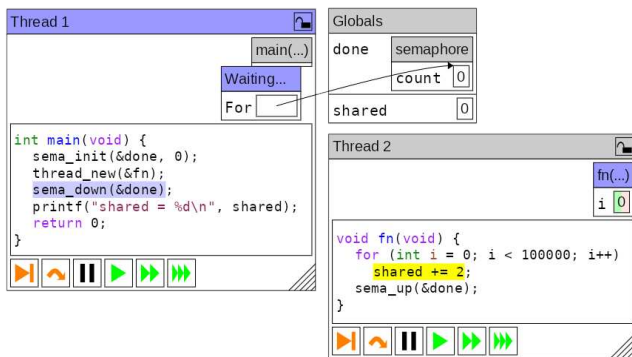 Thread 1
main(...)
Waiting...
For
int main(void) {
sema_init(&done, 0);
thread_new(&fn);
sema_down(&done);
printf("shared = %d\n", shared);
return 0;
}
Globals
done
semaphore
count 0
shared 0
Thread 2
fn(...)
i 0
void fn(void) {
for (int i = 0; i < 100000; i++)
shared += 2;
sema_up(&done);
}